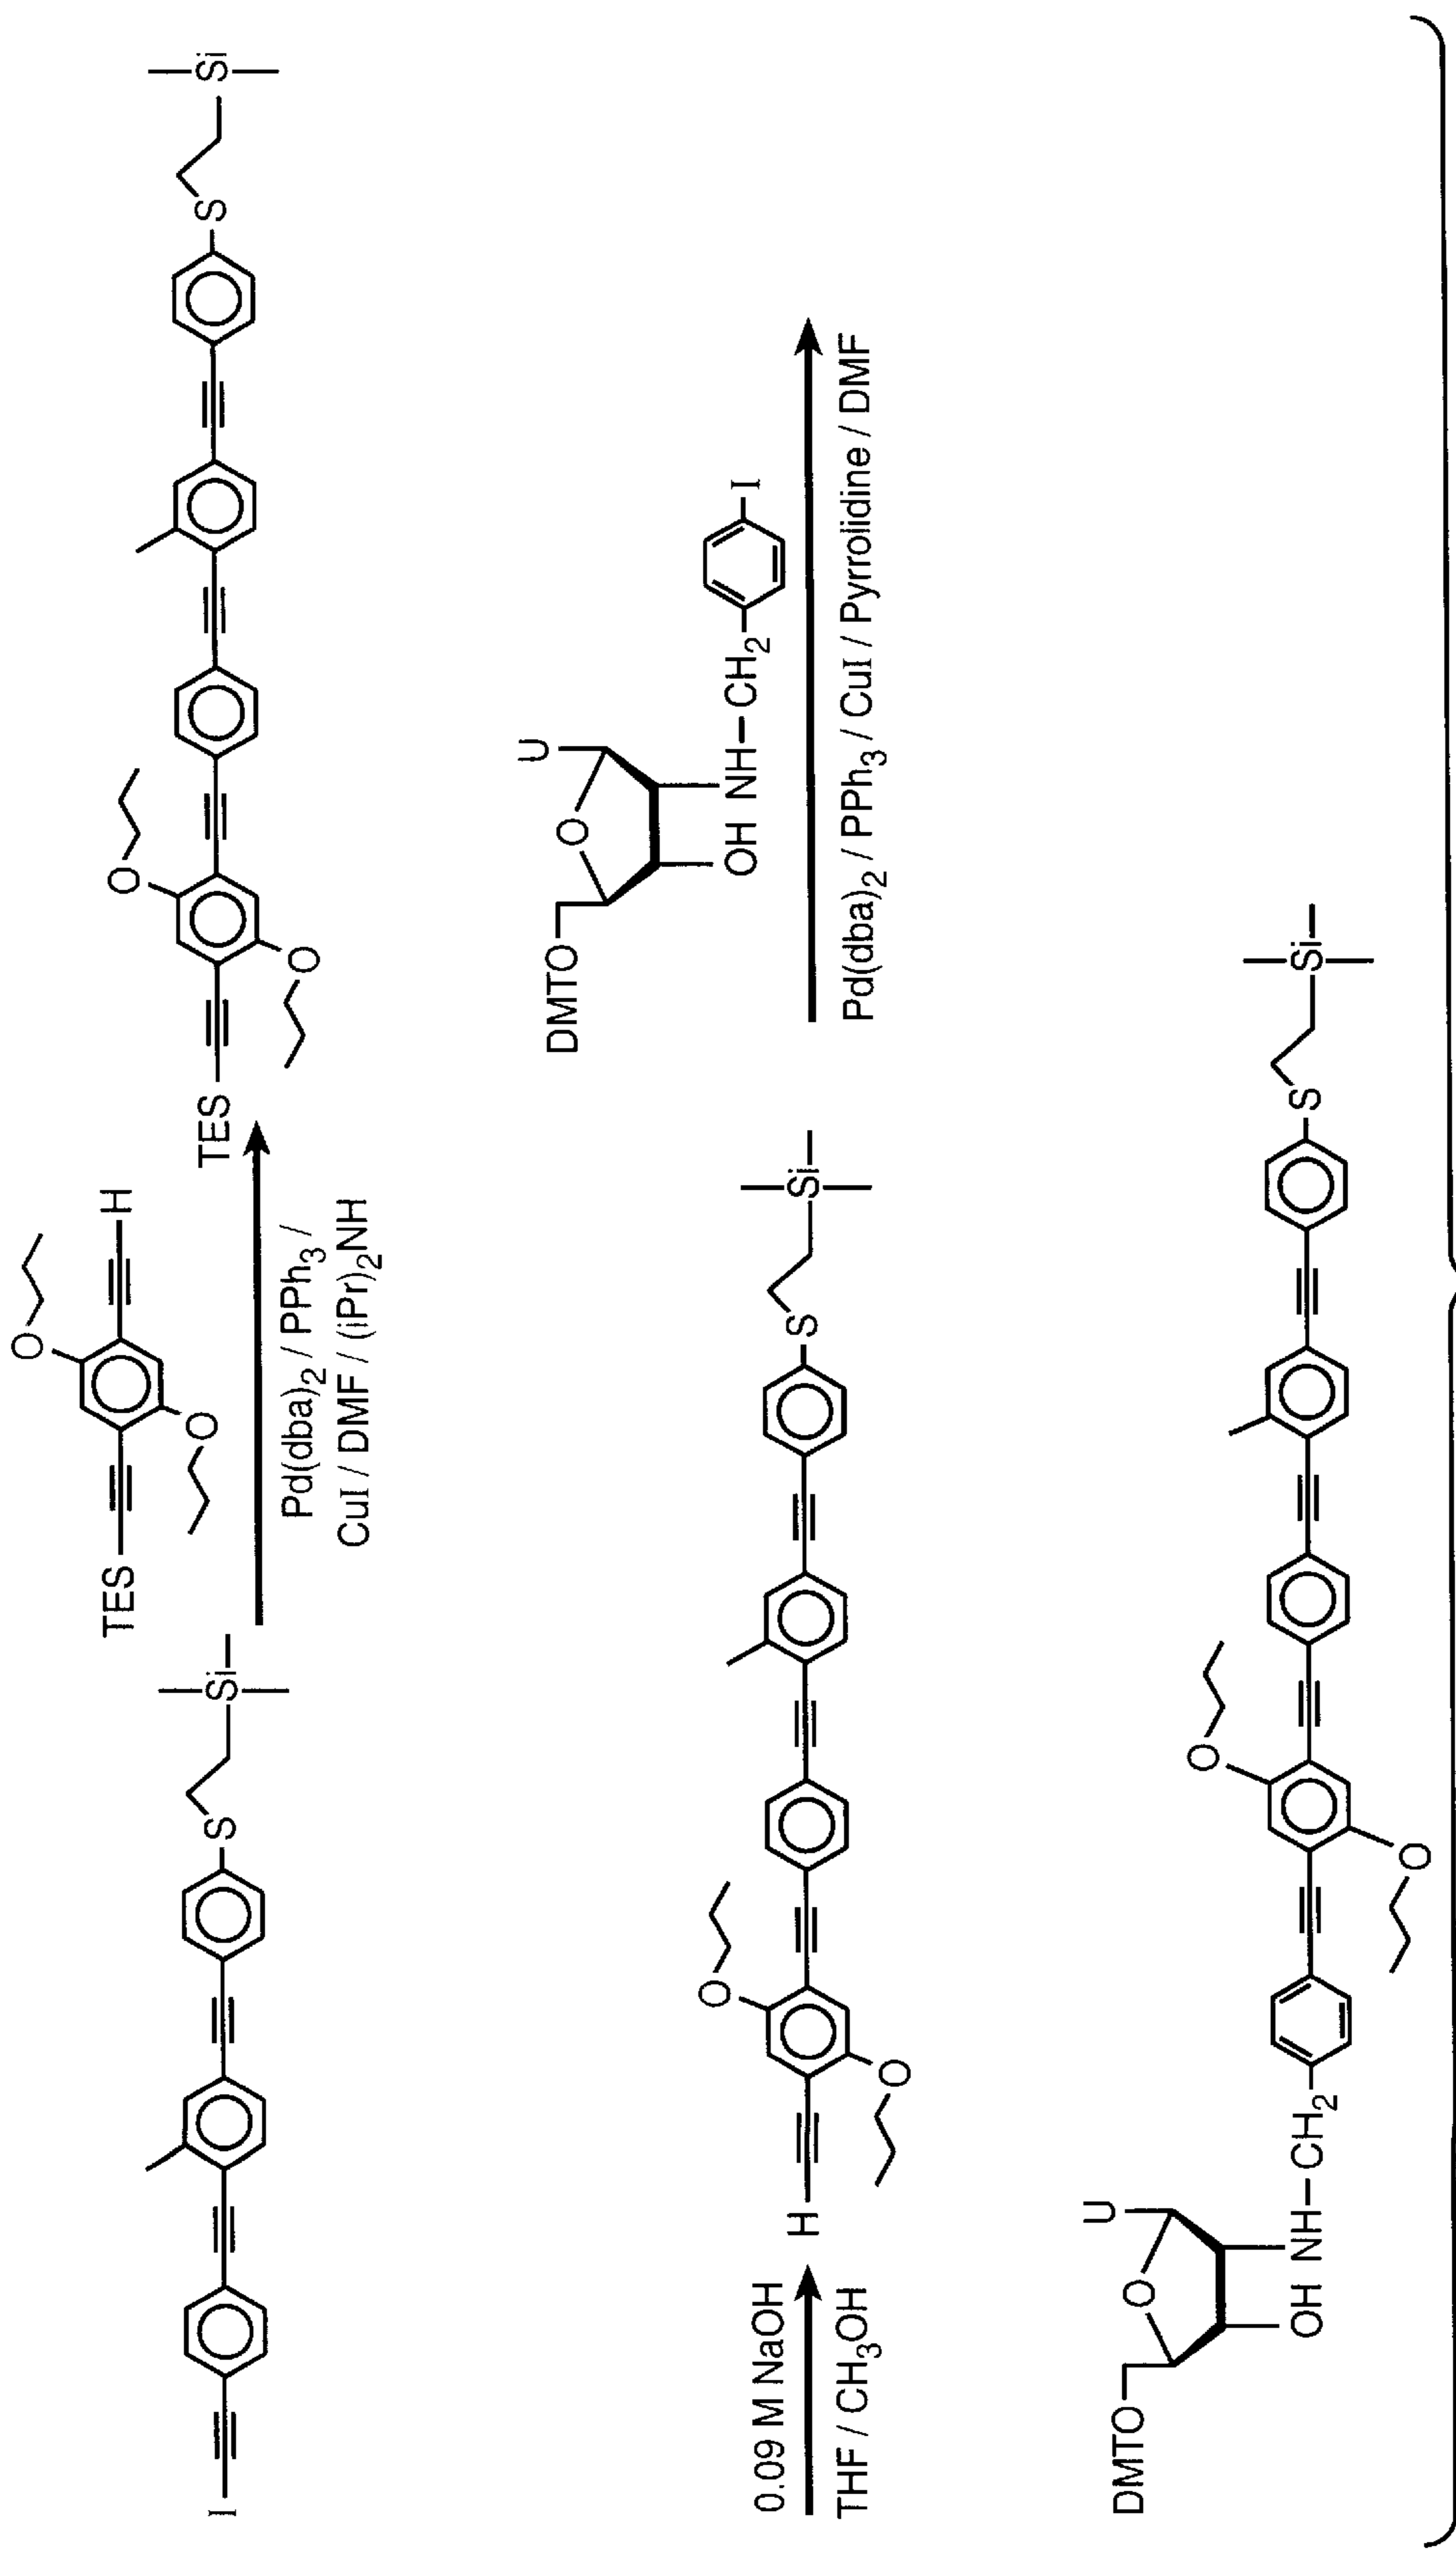 I
S
Si
O
TES
H
O
Pd(dba)2 / PPh3 /
CuI / DMF / (iPr)2NH
O
TES
O
S
Si
0.09 M NaOH
THF / CH3OH
O
H
O
S
Si
U
O
DMTO
OH NH–CH2
I
Pd(dba)2 / PPh3 / CuI / Pyrrolidine / DMF
U
O
DMTO
OH NH–CH2
O
O
S
Si